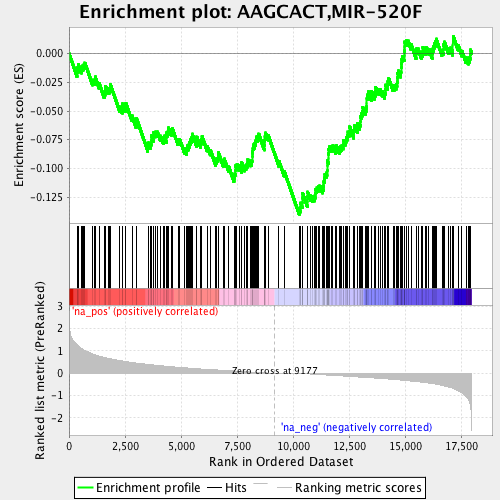 Enrichment plot: AAGCACT,MIR-520F
Enrichment score (ES)
0.000
-0.025
-0.050
-0.075
-0.100
-0.125
'na_pos' (positively correlated)
Ranked list metric (PreRanked)
3
2
1
0
-1
-2
Zero cross at 9177
'na_neg' (negatively correlated)
0
2,500
5,000
7,500
10,000
12,500
15,000
17,500
Rank in Ordered Dataset
Enrichment profile
Hits
Ranking metric scores